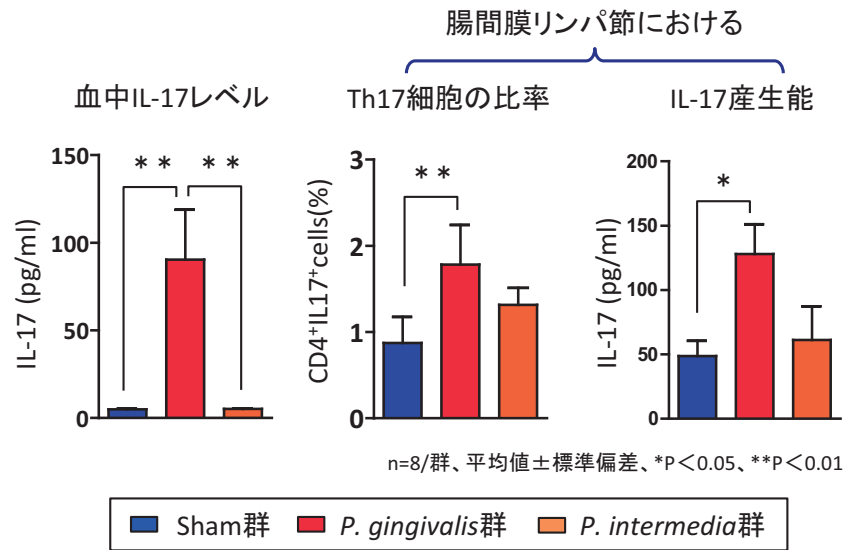 腸間膜リンパ節における
血中IL-17レベル
Th17細胞の比率
IL-17産生能
IL-17 (pg/ml)
150
100
50
0
* *
* *
CD4+IL17+cells(%)
3
2
1
0
* *
IL-17 (pg/ml)
200
150
100
50
0
*
n=8/群、平均値±標準偏差、*P<0.05、**P<0.01
Sham群 P. gingivalis群 P. intermedia群